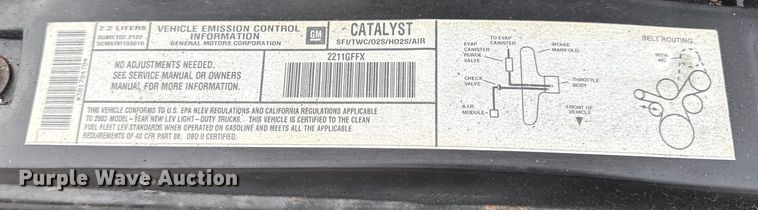 2.2 LITERS
3GMXT02.2122
3GMXR0133910
VEHICLE EMISSION CONTROL
INFORMATION
GENERAL MOTORS CORPORATION
GM
CATALYST
SFI/TWC/O2S/HO2S/AIR
NO ADJUSTMENTS NEEDED.
SEE SERVICE MANUAL OR OWNERS
MANUAL FOR MORE INFORMATION.
2211GFFX
THIS VEHICLE CONFORMS TO U.S. EPA NLEV REGULATIONS AND CALIFORNIA REGULATIONS APPLICABLE
TO 2003 MODEL-YEAR NEW LEV LIGHT-DUTY TRUCKS. THIS VEHICLE IS CERTIFIED TO THE CLEAN
FUEL FLEET LEV STANDARDS WHEN OPERATED ON GASOLINE AND MEETS ALL THE APPLICABLE
REQUIREMENTS OF 40 CFR PART 88. OBD II CERTIFIED.
TO EVAP
CANISTER
EVAP
CANISTER
PURGE
VALVE
INTAKE
MANIFOLD
CHECK
VALVE
THROTTLE
BODY
A.I.R.
MODULE
FRONT OF
VEHICLE
BELT ROUTING
WITH
A/C
Purple Wave Auction